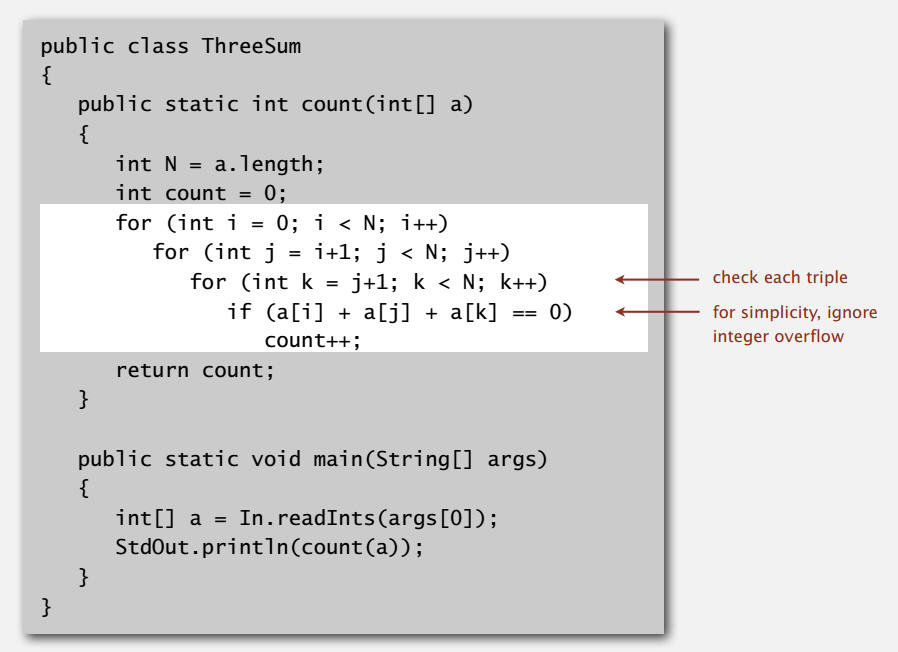 public class ThreeSum
{
   public static int count(int[] a)
   {
      int N = a.length;
      int count = 0;
      for (int i = 0; i < N; i++)
         for (int j = i+1; j < N; j++)
            for (int k = j+1; k < N; k++)
               if (a[i] + a[j] + a[k] == 0)
                  count++;
      return count;
   }

   public static void main(String[] args)
   {
      int[] a = In.readInts(args[0]);
      StdOut.println(count(a));
   }
}
check each triple
for simplicity, ignore
integer overflow